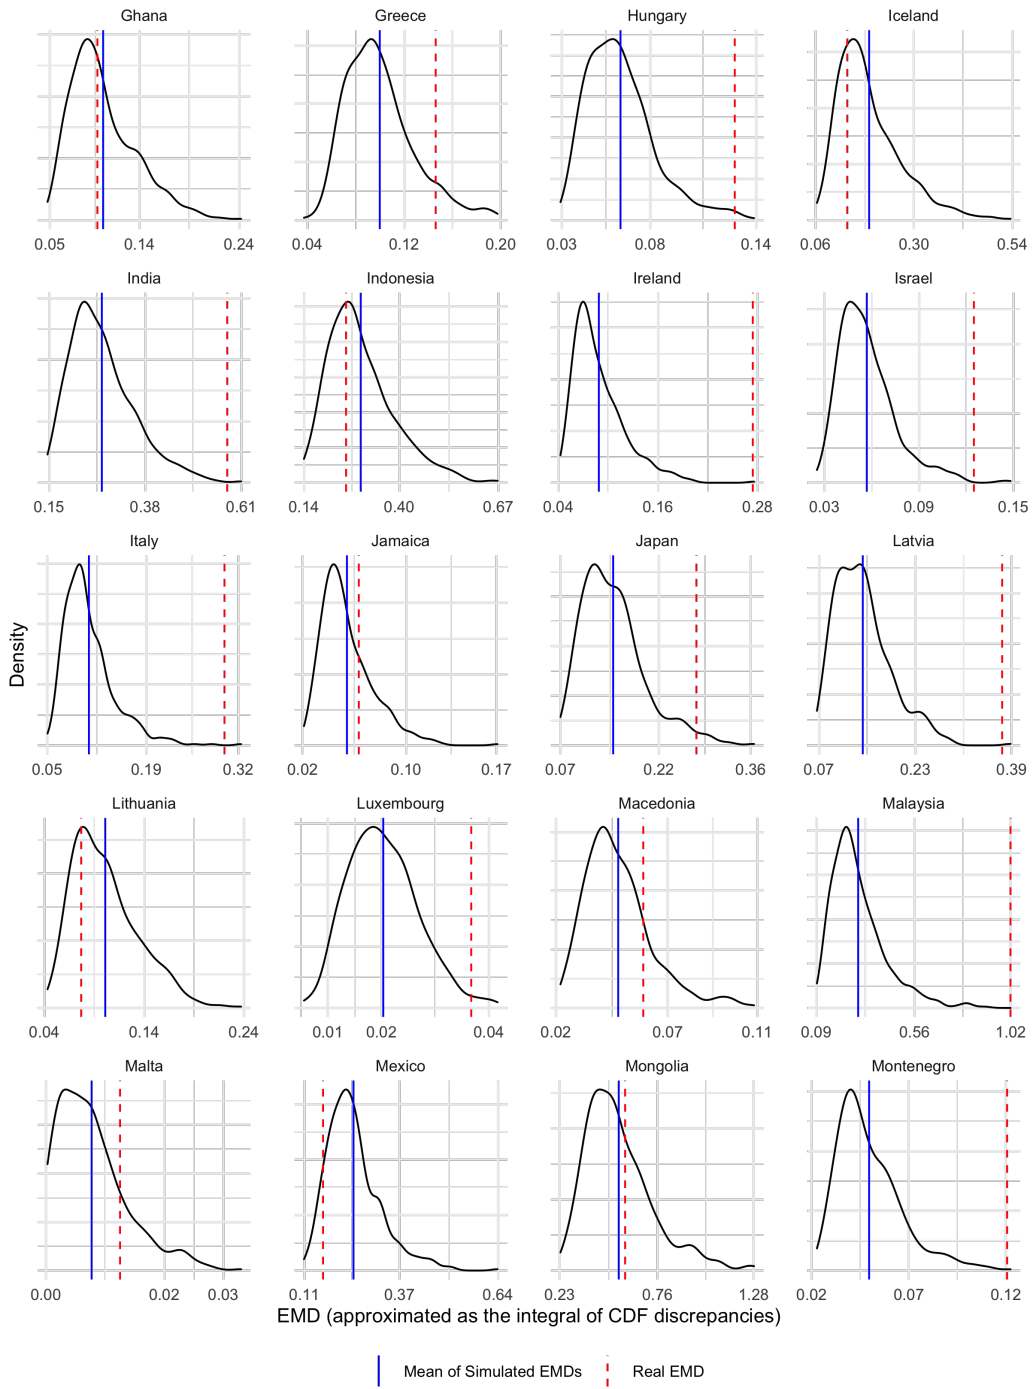 Ghana Greece Hungary Iceland
0.05 0.14 0.24 0.04 0.12 0.20 0.03 0.08 0.14 0.06 0.30 0.54
India Indonesia Ireland Israel
0.15 0.38 0.61 0.14 0.40 0.67 0.04 0.16 0.28 0.03 0.09 0.15
Italy Jamaica Japan Latvia
0.05 0.19 0.32 0.02 0.10 0.17 0.07 0.22 0.36 0.07 0.23 0.39
Density
Lithuania Luxembourg Macedonia Malaysia
0.04 0.14 0.24 0.01 0.02 0.04 0.02 0.07 0.11 0.09 0.56 1.02
Malta Mexico Mongolia Montenegro
0.00 0.02 0.03 0.11 0.37 0.64 0.23 0.76 1.28 0.02 0.07 0.12
EMD (approximated as the integral of CDF discrepancies)
Mean of Simulated EMDs Real EMD